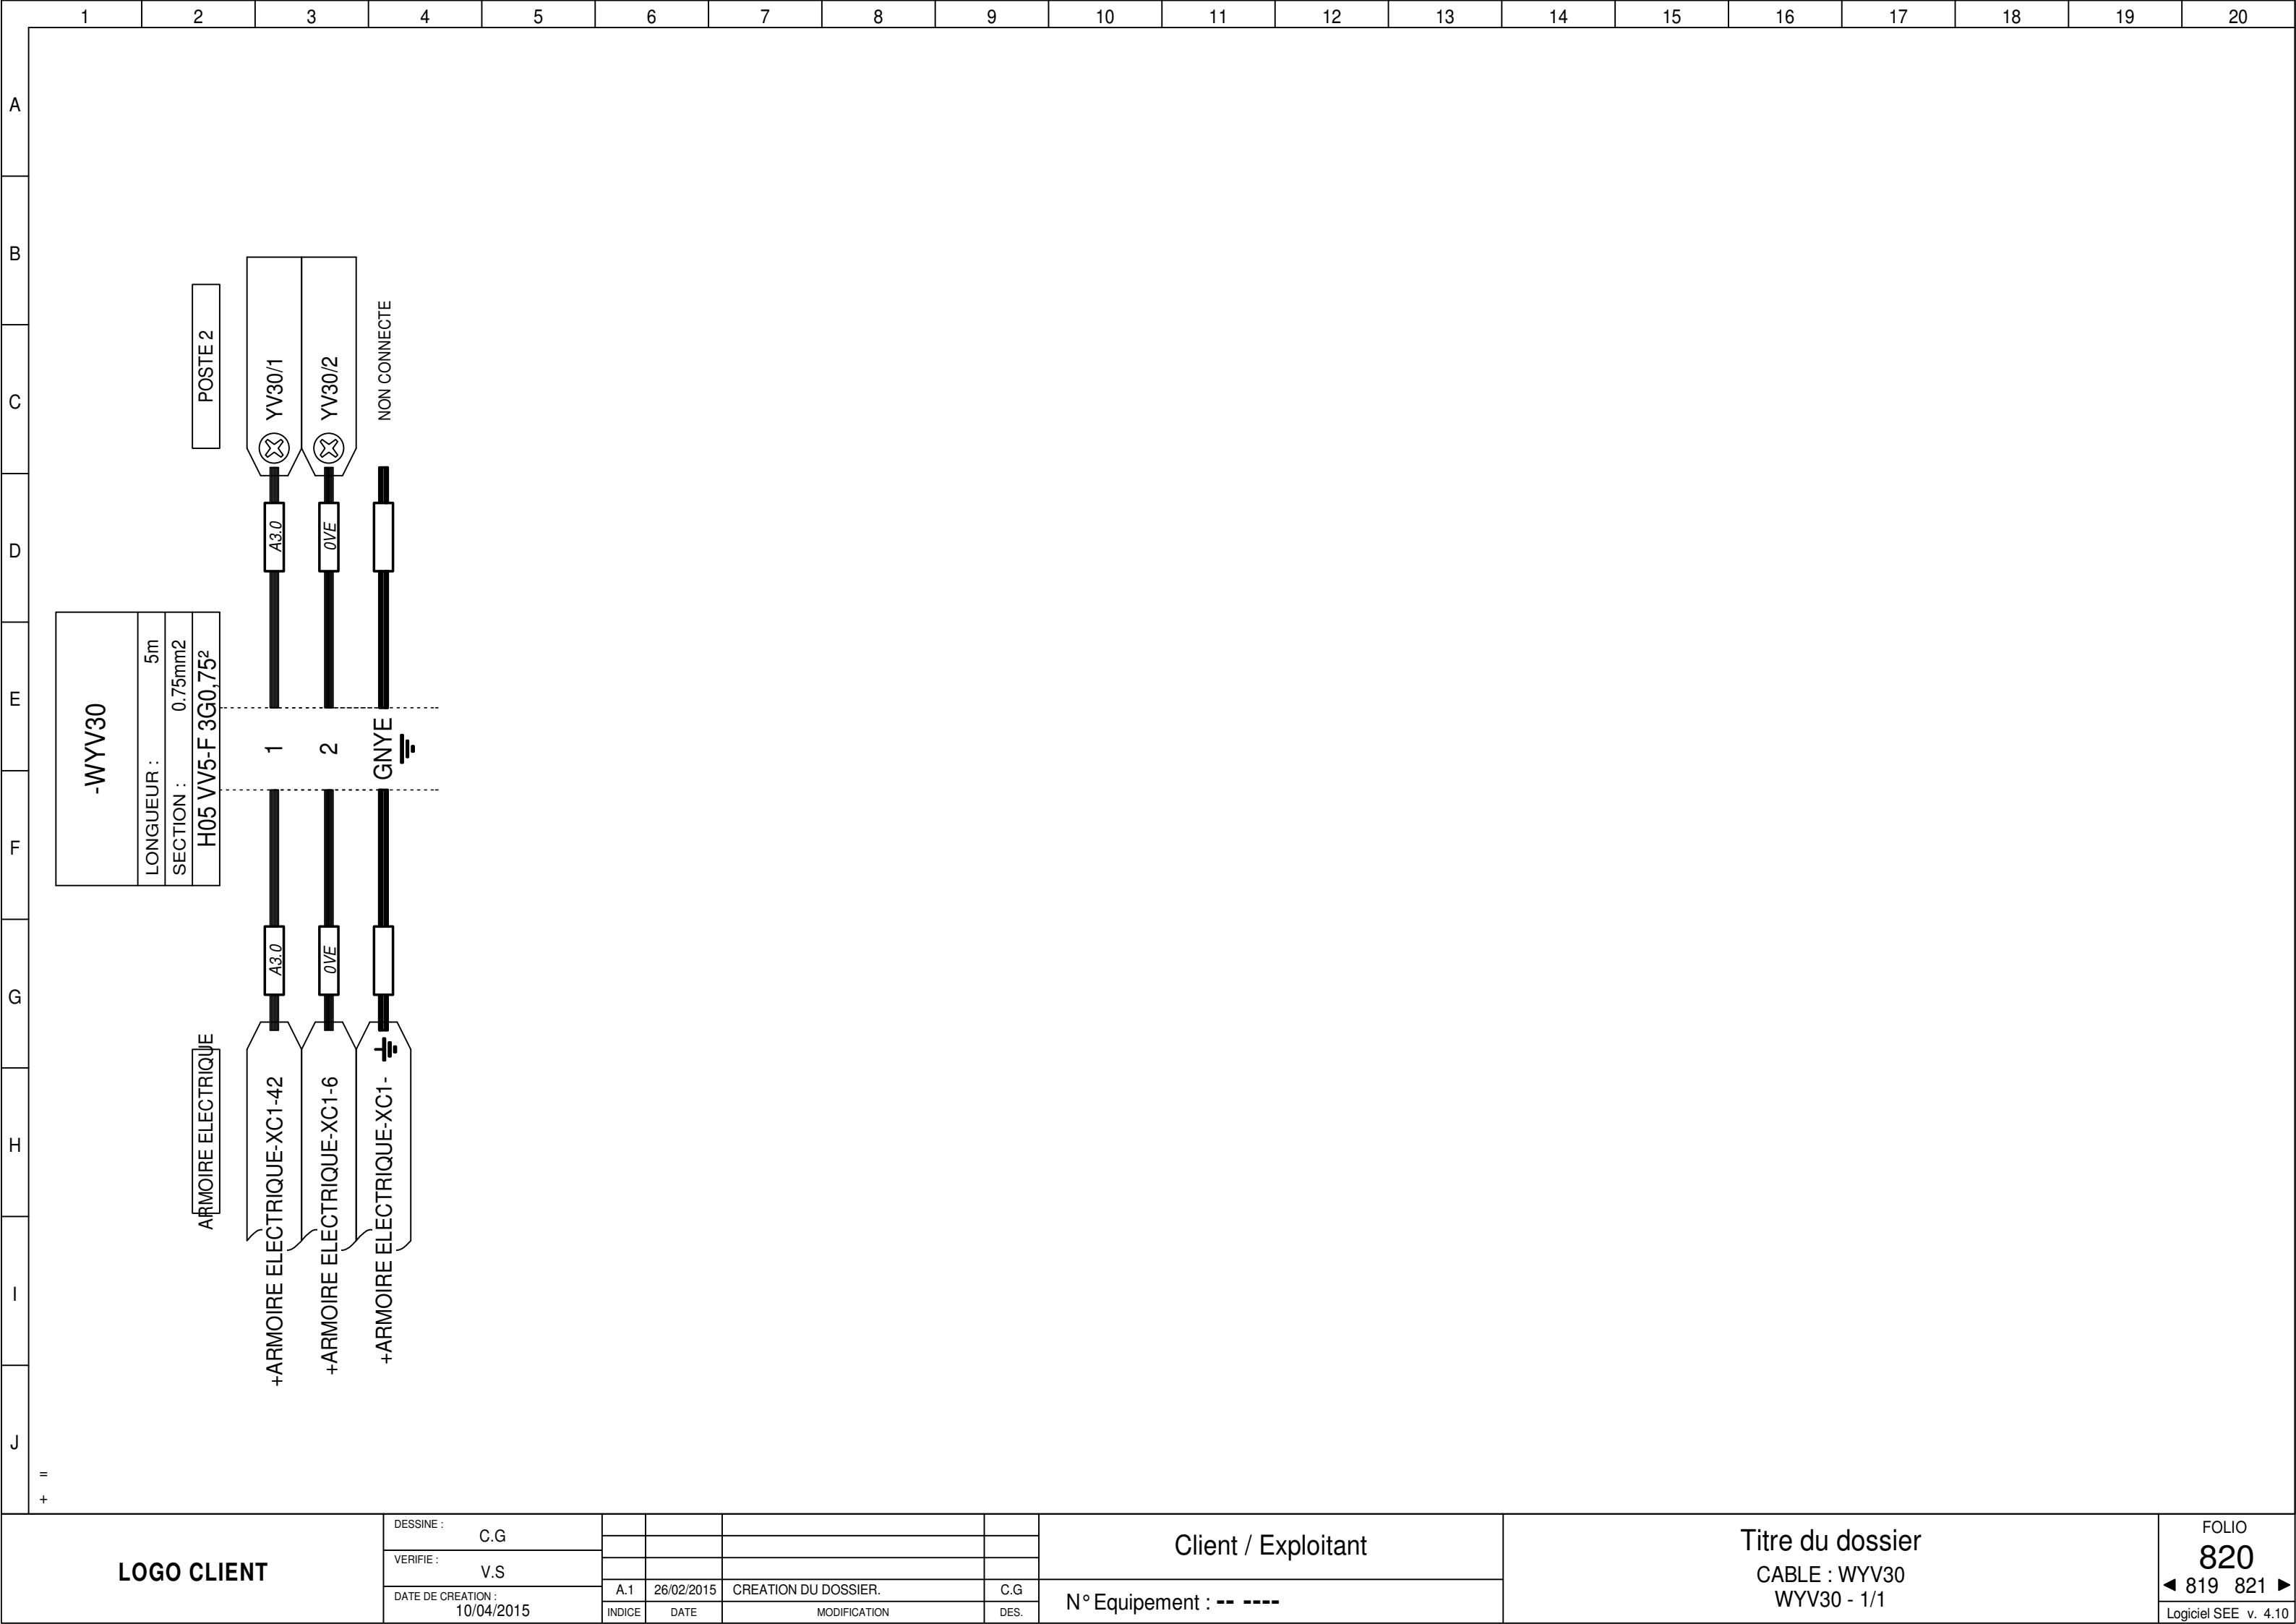 1 2 3 4 5 6 7 8 9 10 11 12 13 14 15 16 17 18 19 20
A
B
C
D
E
F
G
H
I
J
POSTE 2
YV30/1
YV30/2
NON CONNECTE
A3.0
0VE
-WYV30
LONGUEUR : 5m
SECTION : 0.75mm2
H05 VV5-F 3G0,75²
1
2
GNYE
A3.0
0VE
ARMOIRE ELECTRIQUE
+ARMOIRE ELECTRIQUE-XC1-42
+ARMOIRE ELECTRIQUE-XC1-6
+ARMOIRE ELECTRIQUE-XC1-
=
+
LOGO CLIENT
DESSINE :
C.G
VERIFIE :
V.S
DATE DE CREATION :
10/04/2015
A.1 26/02/2015 CREATION DU DOSSIER. C.G
INDICE DATE MODIFICATION DES.
Client / Exploitant
N° Equipement : -- ----
Titre du dossier
CABLE : WYV30
WYV30 - 1/1
FOLIO
820
819 821
Logiciel SEE v. 4.10